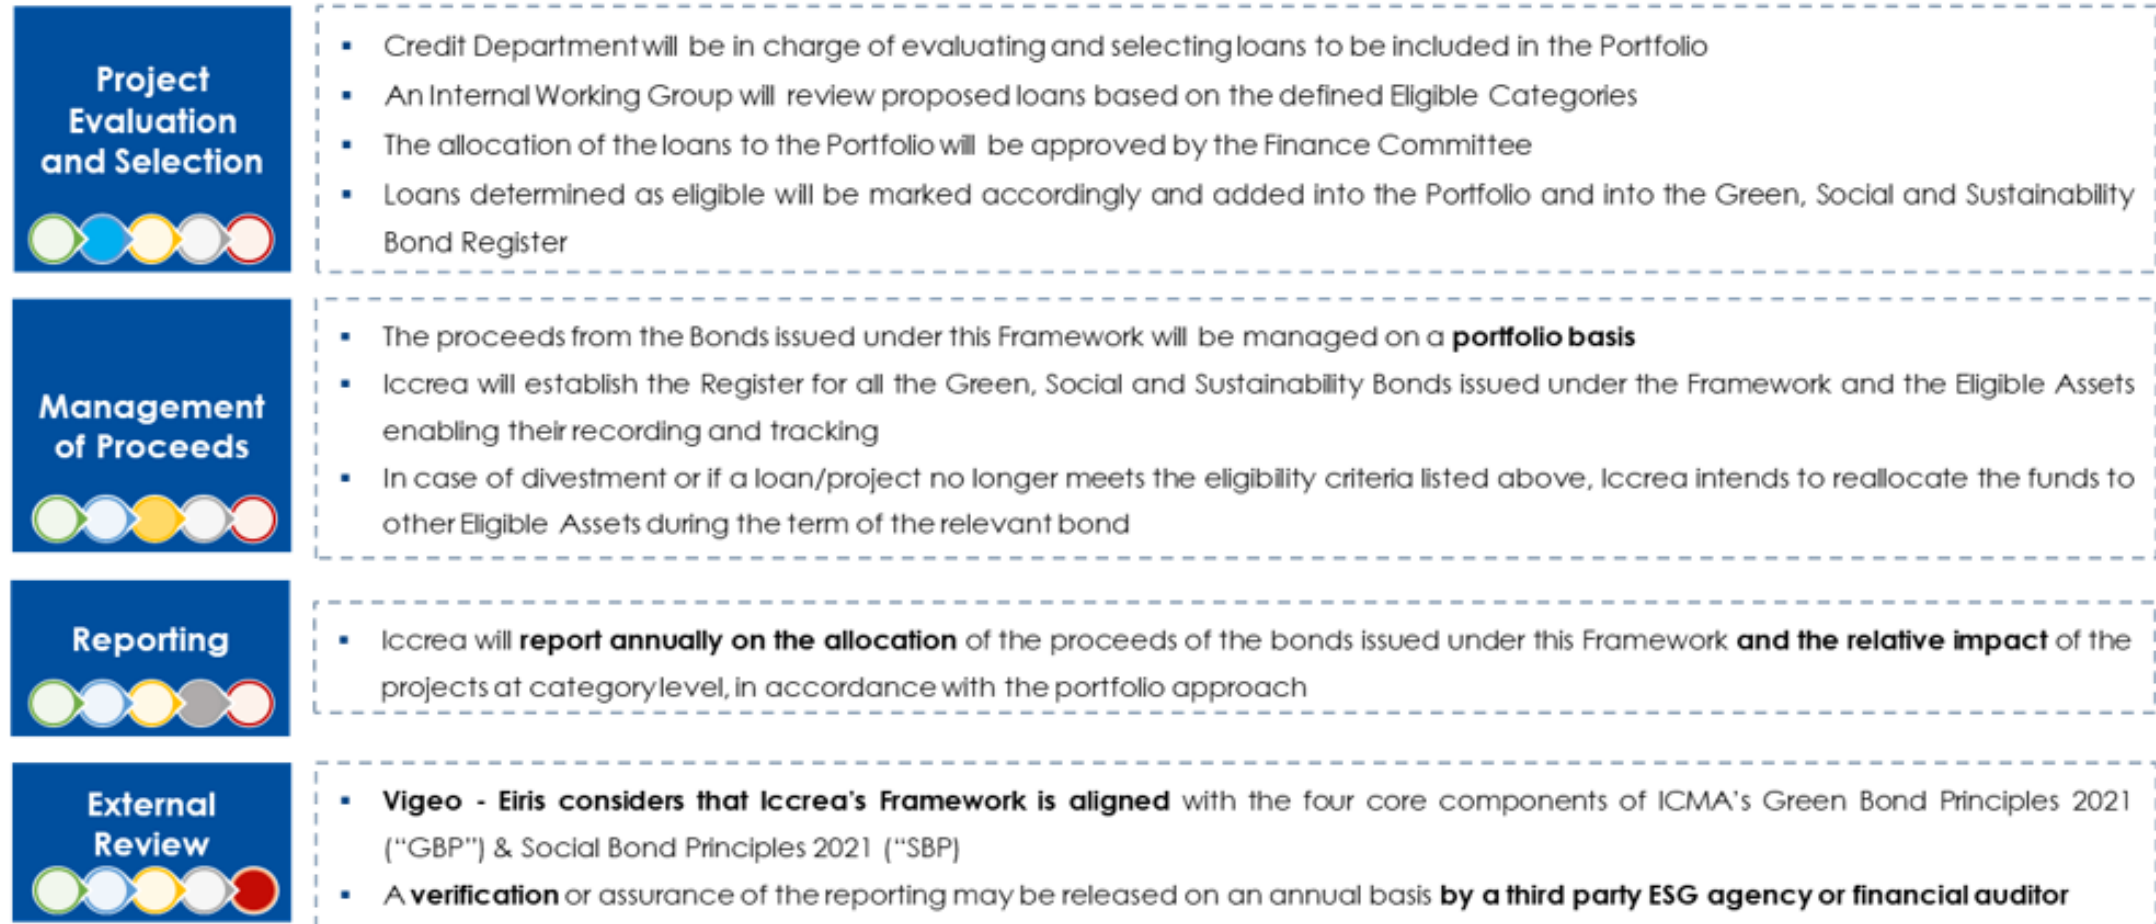 Project
Evaluation
and Selection
▪ Credit Department will be in charge of evaluating and selecting loans to be included in the Portfolio
▪ An Internal Working Group will review proposed loans based on the defined Eligible Categories
▪ The allocation of the loans to the Portfolio will be approved by the Finance Committee
▪ Loans determined as eligible will be marked accordingly and added into the Portfolio and into the Green, Social and Sustainability
Bond Register
Management
of Proceeds
▪ The proceeds from the Bonds issued under this Framework will be managed on a portfolio basis
▪ Iccrea will establish the Register for all the Green, Social and Sustainability Bonds issued under the Framework and the Eligible Assets
enabling their recording and tracking
▪ In case of divestment or if a loan/project no longer meets the eligibility criteria listed above, Iccrea intends to reallocate the funds to
other Eligible Assets during the term of the relevant bond
Reporting
▪ Iccrea will report annually on the allocation of the proceeds of the bonds issued under this Framework and the relative impact of the
projects at category level, in accordance with the portfolio approach
External
Review
▪ Vigeo - Eiris considers that Iccrea's Framework is aligned with the four core components of ICMA's Green Bond Principles 2021
("GBP") & Social Bond Principles 2021 ("SBP)
▪ A verification or assurance of the reporting may be released on an annual basis by a third party ESG agency or financial auditor